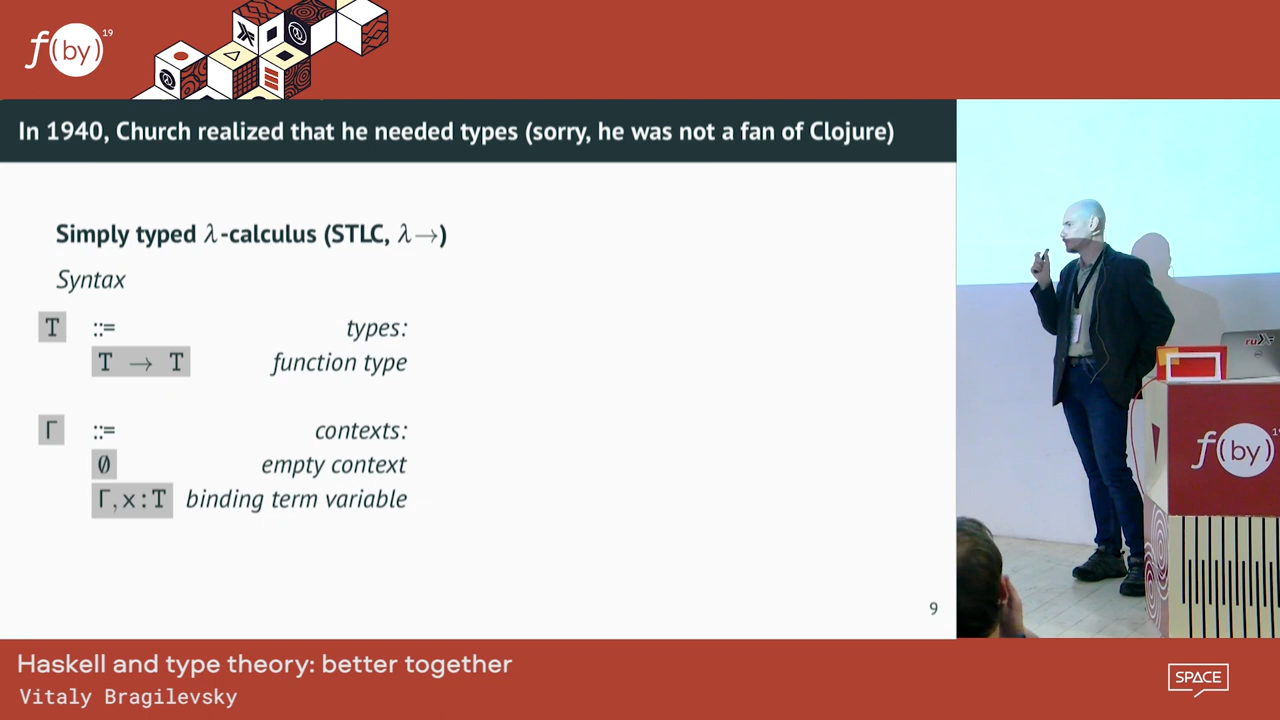 f(by) 19
In 1940, Church realized that he needed types (sorry, he was not a fan of Clojure)
Simply typed λ-calculus (STLC, λ→)
Syntax
T ::= types:
T → T function type
Γ ::= contexts:
∅ empty context
Γ, x:T binding term variable
9
ruλ
f(by) 19
Haskell and type theory: better together
Vitaly Bragilevsky
SPACE